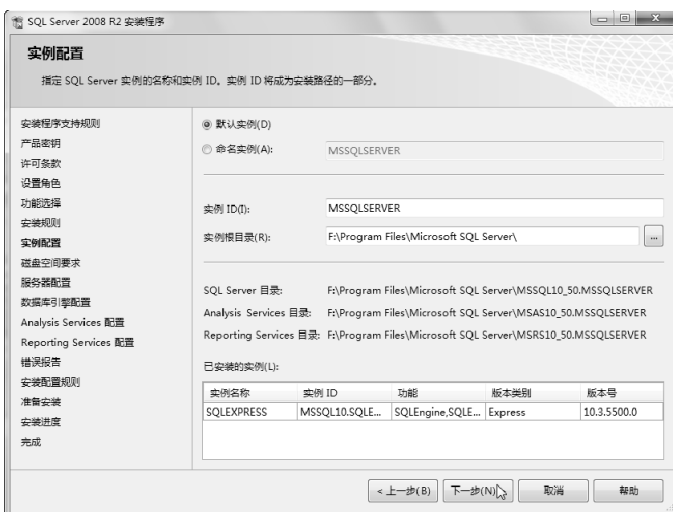 SQL Server 2008 R2 安装程序
实例配置
指定 SQL Server 实例的名称和实例 ID。实例 ID 将成为安装路径的一部分。
安装程序支持规则
产品密钥
许可条款
设置角色
功能选择
安装规则
实例配置
磁盘空间要求
服务器配置
数据库引擎配置
Analysis Services 配置
Reporting Services 配置
错误报告
安装配置规则
准备安装
安装进度
完成
默认实例(D)
命名实例(A): MSSQLSERVER
实例 ID(I): MSSQLSERVER
实例根目录(R): F:\Program Files\Microsoft SQL Server\ ...
SQL Server 目录: F:\Program Files\Microsoft SQL Server\MSSQL10_50.MSSQLSERVER
Analysis Services 目录: F:\Program Files\Microsoft SQL Server\MSAS10_50.MSSQLSERVER
Reporting Services 目录: F:\Program Files\Microsoft SQL Server\MSRS10_50.MSSQLSERVER
已安装的实例(L):
实例名称 实例 ID 功能 版本类别 版本号
SQLEXPRESS MSSQL10.SQLE... SQLEngine,SQLE... Express 10.3.5500.0
< 上一步(B) 下一步(N) 取消 帮助